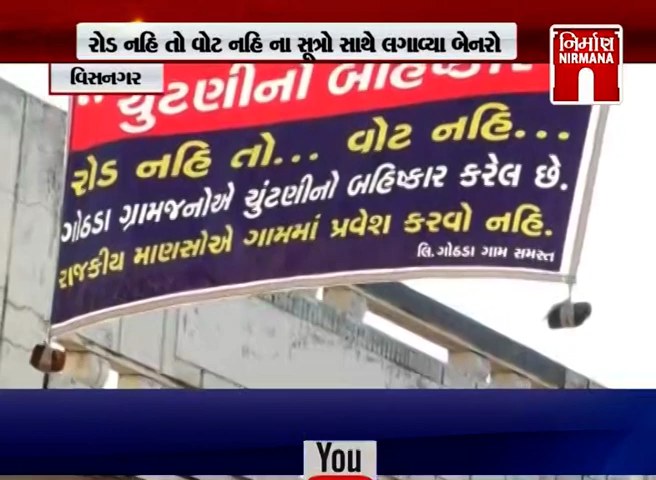 રોડ નહિ તો વોટ નહિ ના સૂત્રો સાથે લગાવ્યા બેનરો
નિર્માણ
NIRMANA
વિસનગર
"ચુંટણીનો બહિષ્કાર
રોડ નહિ તો... વોટ નહિ...
ગોઠડા ગ્રામજનોએ ચુંટણીનો બહિષ્કાર કરેલ છે.
રાજકીય માણસોએ ગામમાં પ્રવેશ કરવો નહિ.
લિ. ગોઠડા ગામ સમસ્ત
You